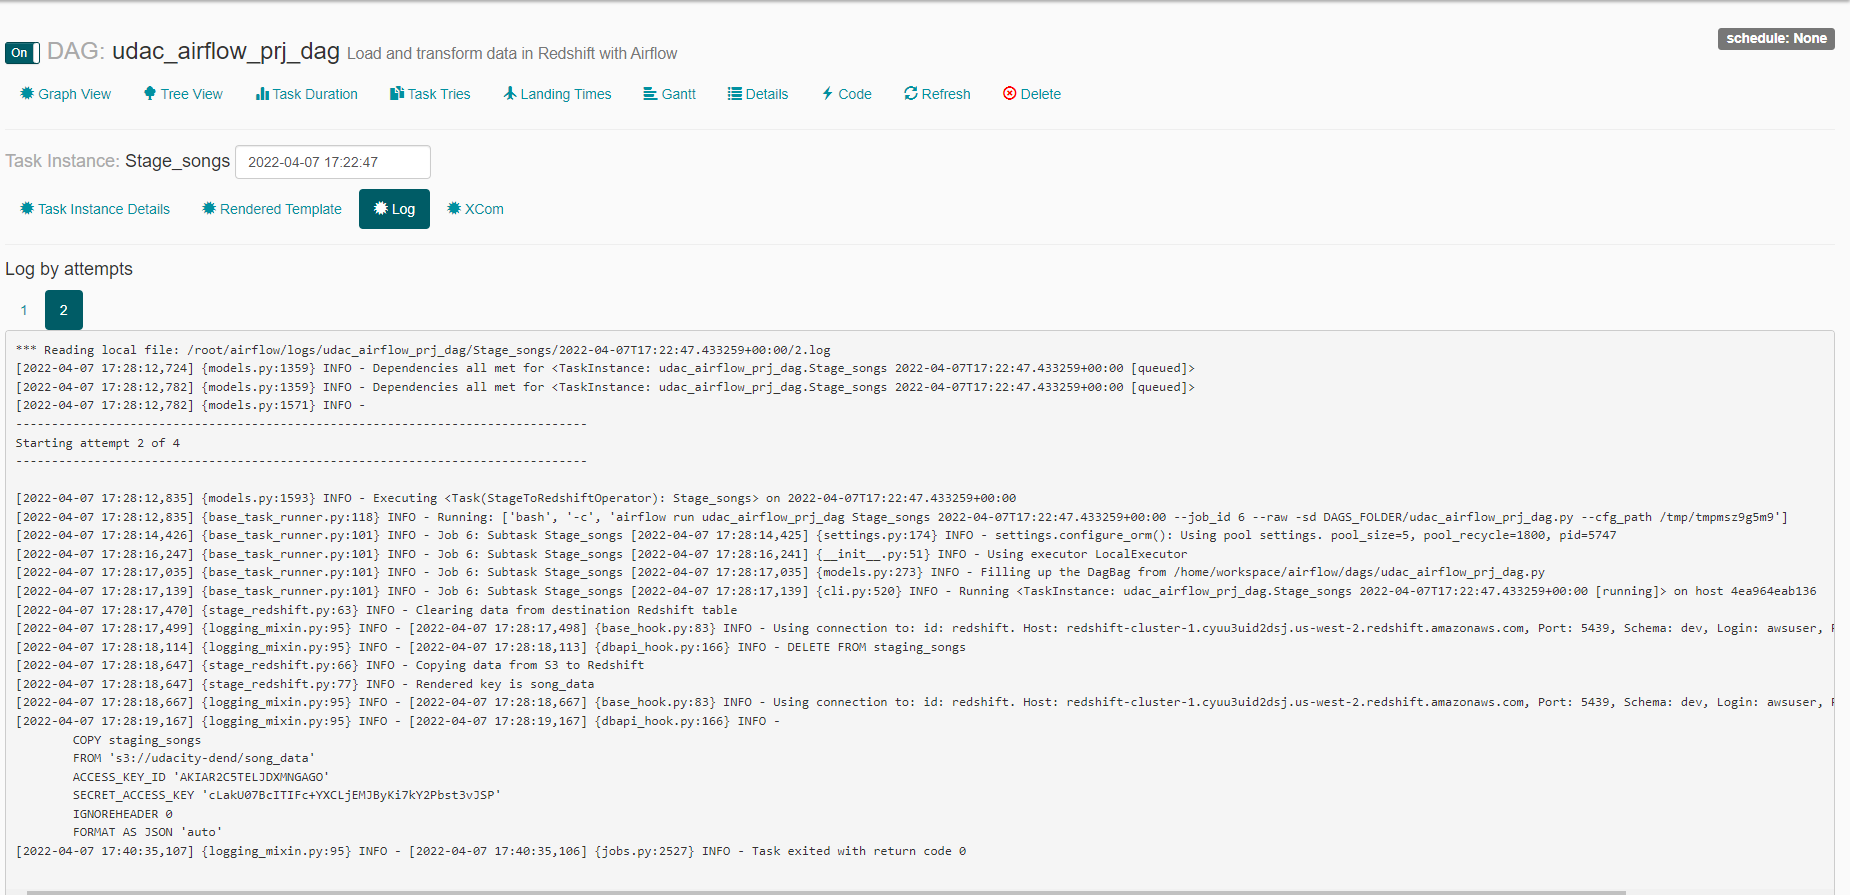 On DAG: udac_airflow_prj_dag Load and transform data in Redshift with Airflow
schedule: None
Graph View Tree View Task Duration Task Tries Landing Times Gantt Details Code Refresh Delete
Task Instance: Stage_songs 2022-04-07 17:22:47
Task Instance Details Rendered Template Log XCom
Log by attempts
1 2
*** Reading local file: /root/airflow/logs/udac_airflow_prj_dag/Stage_songs/2022-04-07T17:22:47.433259+00:00/2.log
[2022-04-07 17:28:12,724] {models.py:1359} INFO - Dependencies all met for <TaskInstance: udac_airflow_prj_dag.Stage_songs 2022-04-07T17:22:47.433259+00:00 [queued]>
[2022-04-07 17:28:12,782] {models.py:1359} INFO - Dependencies all met for <TaskInstance: udac_airflow_prj_dag.Stage_songs 2022-04-07T17:22:47.433259+00:00 [queued]>
[2022-04-07 17:28:12,782] {models.py:1571} INFO -
--------------------------------------------------------------------------------
Starting attempt 2 of 4
--------------------------------------------------------------------------------
[2022-04-07 17:28:12,835] {models.py:1593} INFO - Executing <Task(StageToRedshiftOperator): Stage_songs> on 2022-04-07T17:22:47.433259+00:00
[2022-04-07 17:28:12,835] {base_task_runner.py:118} INFO - Running: ['bash', '-c', 'airflow run udac_airflow_prj_dag Stage_songs 2022-04-07T17:22:47.433259+00:00 --job_id 6 --raw -sd DAGS_FOLDER/udac_airflow_prj_dag.py --cfg_path /tmp/tmpmsz9g5m9']
[2022-04-07 17:28:14,426] {base_task_runner.py:101} INFO - Job 6: Subtask Stage_songs [2022-04-07 17:28:14,425] {settings.py:174} INFO - settings.configure_orm(): Using pool settings. pool_size=5, pool_recycle=1800, pid=5747
[2022-04-07 17:28:16,247] {base_task_runner.py:101} INFO - Job 6: Subtask Stage_songs [2022-04-07 17:28:16,241] {__init__.py:51} INFO - Using executor LocalExecutor
[2022-04-07 17:28:17,035] {base_task_runner.py:101} INFO - Job 6: Subtask Stage_songs [2022-04-07 17:28:17,035] {models.py:273} INFO - Filling up the DagBag from /home/workspace/airflow/dags/udac_airflow_prj_dag.py
[2022-04-07 17:28:17,139] {base_task_runner.py:101} INFO - Job 6: Subtask Stage_songs [2022-04-07 17:28:17,139] {cli.py:520} INFO - Running <TaskInstance: udac_airflow_prj_dag.Stage_songs 2022-04-07T17:22:47.433259+00:00 [running]> on host 4ea964eab136
[2022-04-07 17:28:17,470] {stage_redshift.py:63} INFO - Clearing data from destination Redshift table
[2022-04-07 17:28:17,499] {logging_mixin.py:95} INFO - [2022-04-07 17:28:17,498] {base_hook.py:83} INFO - Using connection to: id: redshift. Host: redshift-cluster-1.cyuu3uid2dsj.us-west-2.redshift.amazonaws.com, Port: 5439, Schema: dev, Login: awsuser,
[2022-04-07 17:28:18,114] {logging_mixin.py:95} INFO - [2022-04-07 17:28:18,113] {dbapi_hook.py:166} INFO - DELETE FROM staging_songs
[2022-04-07 17:28:18,647] {stage_redshift.py:66} INFO - Copying data from S3 to Redshift
[2022-04-07 17:28:18,647] {stage_redshift.py:77} INFO - Rendered key is song_data
[2022-04-07 17:28:18,667] {logging_mixin.py:95} INFO - [2022-04-07 17:28:18,667] {base_hook.py:83} INFO - Using connection to: id: redshift. Host: redshift-cluster-1.cyuu3uid2dsj.us-west-2.redshift.amazonaws.com, Port: 5439, Schema: dev, Login: awsuser,
[2022-04-07 17:28:19,167] {logging_mixin.py:95} INFO - [2022-04-07 17:28:19,167] {dbapi_hook.py:166} INFO -
COPY staging_songs
FROM 's3://udacity-dend/song_data'
ACCESS_KEY_ID 'AKIAR2C5TELJDXMNGAGO'
SECRET_ACCESS_KEY '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'
IGNOREHEADER 0
FORMAT AS JSON 'auto'
[2022-04-07 17:40:35,107] {logging_mixin.py:95} INFO - [2022-04-07 17:40:35,106] {jobs.py:2527} INFO - Task exited with return code 0